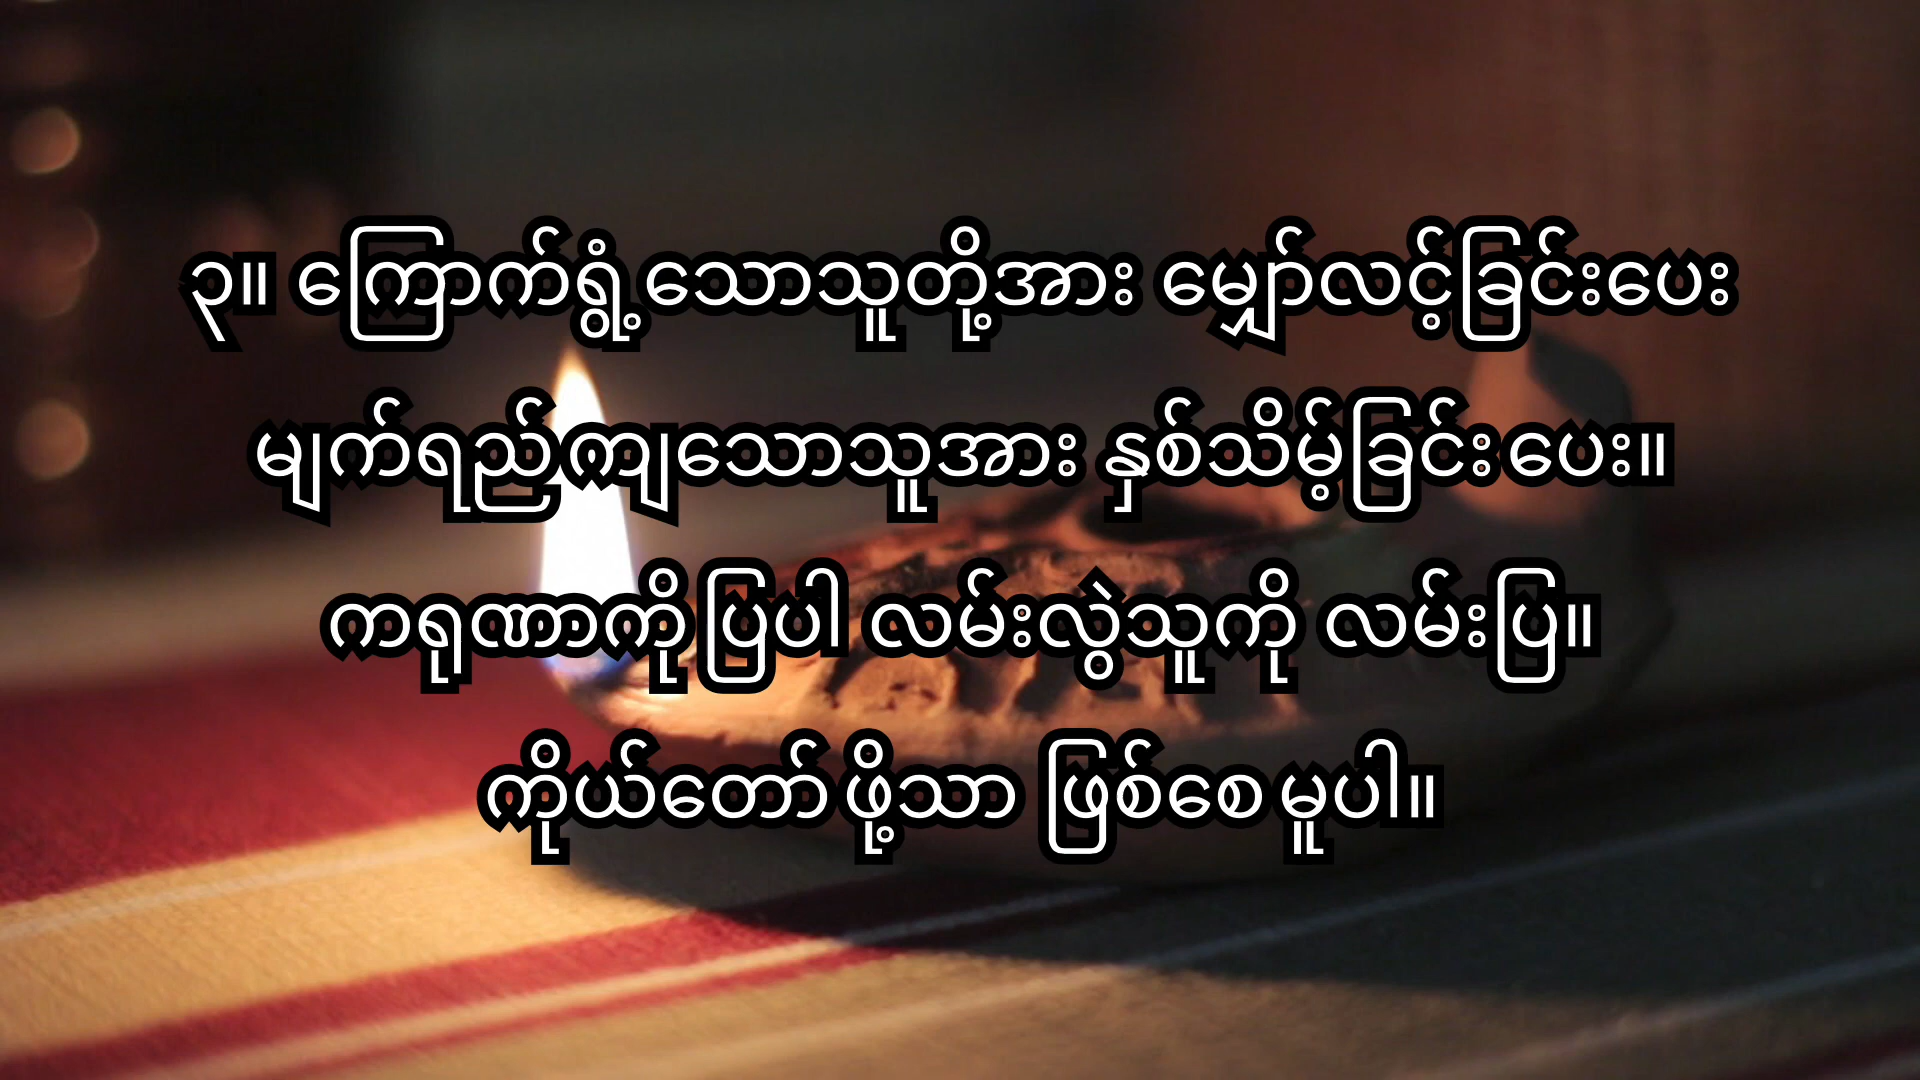 ၃။ ကြောက်ရွံ့သောသူတို့အား မျှော်လင့်ခြင်းပေး
မျက်ရည်ကျသောသူအား နှစ်သိမ့်ခြင်းပေး။
ကရုဏာကိုပြပါ လမ်းလွဲသူကို လမ်းပြ။
ကိုယ်တော်ဖို့သာ ဖြစ်စေမူပါ။